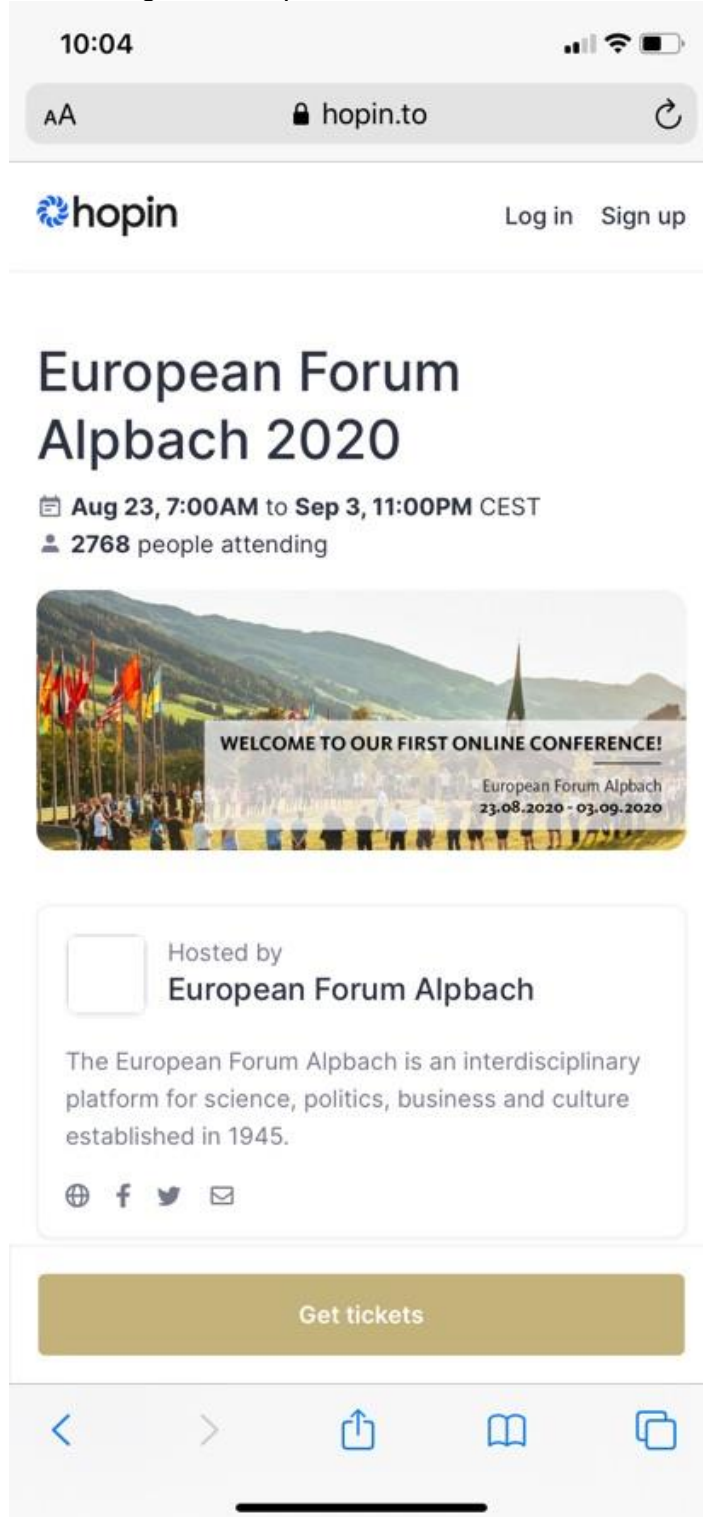 10:04
AA hopin.to
hopin
Log in Sign up
European Forum
Alpbach 2020
Aug 23, 7:00AM to Sep 3, 11:00PM CEST
2768 people attending
WELCOME TO OUR FIRST ONLINE CONFERENCE!
European Forum Alpbach
23.08.2020 - 03.09.2020
Hosted by
European Forum Alpbach
The European Forum Alpbach is an interdisciplinary
platform for science, politics, business and culture
established in 1945.
Get tickets